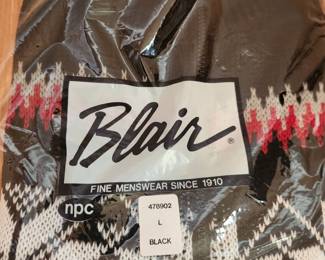 Blair®
FINE MENSWEAR SINCE 1910
npc
478902
L
BLACK